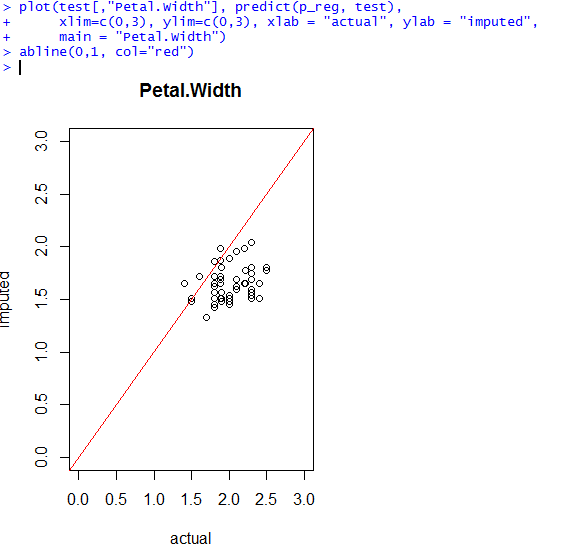 > plot(test[,"Petal.Width"], predict(p_reg, test),
+ xlim=c(0,3), ylim=c(0,3), xlab = "actual", ylab = "imputed",
+ main = "Petal.Width")
> abline(0,1, col="red")
>
Petal.Width
imputed
3.0
2.5
2.0
1.5
1.0
0.5
0.0
0.0 0.5 1.0 1.5 2.0 2.5 3.0
actual